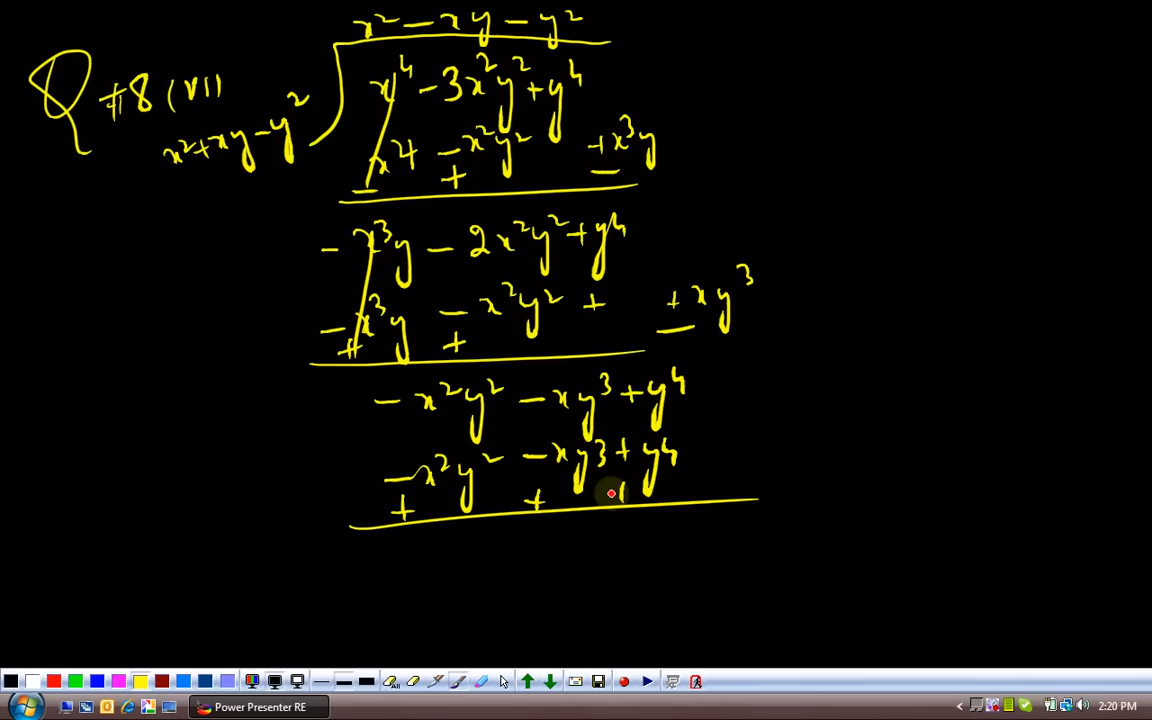 x² - xy - y²
Q #8 (VII)
x² + xy - y²
x⁴ - 3x²y² + y⁴
x⁴ - x²y² + x³y
- + -
- x³y - 2x²y² + y⁴
- x³y - x²y² + + xy³
+ + -
- x²y² - xy³ + y⁴
- x²y² - xy³ + y⁴
+ +
All
Power Presenter RE
2:20 PM